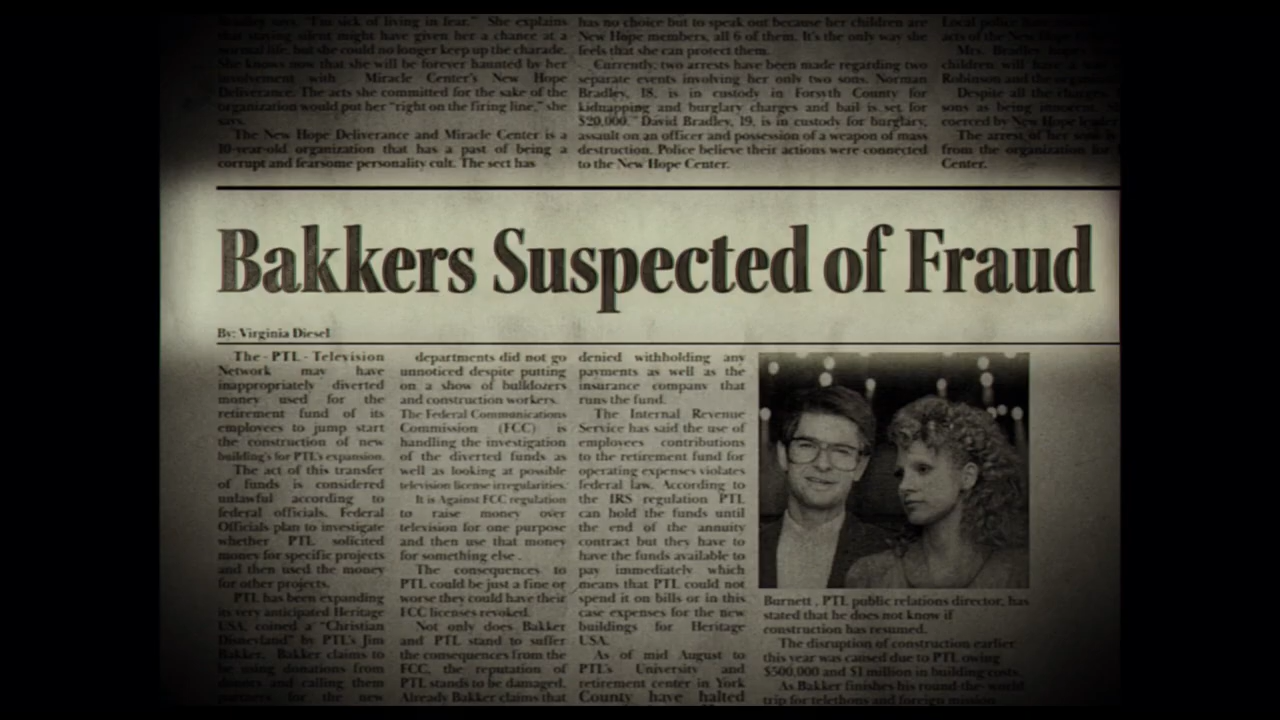 Bradley says, "I'm sick of living in fear." She explains
that staying silent might have given her a chance at a
normal life, but she could no longer keep up the charade.
She knows now that she will be forever haunted by her
involvement with Miracle Center's New Hope
Deliverance. The acts she committed for the sake of the
organization would put her "right on the firing line," she
says.
The New Hope Deliverance and Miracle Center is a
10-year-old organization that has a past of being a
corrupt and fearsome personality cult. The sect has
has no choice but to speak out because her children are
New Hope members, all 6 of them. It's the only way she
feels that she can protect them.
Currently, two arrests have been made regarding two
separate events involving her only two sons. Norman
Bradley, 18, is in custody in Forsyth County for
kidnapping and burglary charges and bail is set for
$20,000." David Bradley, 19, is in custody for burglary,
assault on an officer and possession of a weapon of mass
destruction. Police believe their actions were connected
to the New Hope Center.
Local police
acts of the New
Mrs. Bradley hopes
children will have a
Robinson and the
Despite all the charges
sons as being innocent.
coerced by New Hope leader
The arrest of her sons
from the organization for
Center.
Bakkers Suspected of Fraud
By: Virginia Diesel
The - PTL - Television
Network may have
inappropriately diverted
money used for the
retirement fund of its
employees to jump start
the construction of new
building's for PTL's expansion.
The act of this transfer
of funds is considered
unlawful according to
federal officials. Federal
Officials plan to investigate
whether PTL solicited
money for specific projects
and then used the money
for other projects.
PTL has been expanding
its very anticipated Heritage
USA, coined a "Christian
Disneyland" by PTL's Jim
Bakker. Bakker claims to
be using donations from
donors and calling them
partners for the new
departments did not go
unnoticed despite putting
on a show of bulldozers
and construction workers.
The Federal Communications
Commission (FCC) is
handling the investigation
of the diverted funds as
well as looking at possible
television license irregularities.
It is Against FCC regulation
to raise money over
television for one purpose
and then use that money
for something else .
The consequences to
PTL could be just a fine or
worse they could have their
FCC licenses revoked.
Not only does Bakker
and PTL stand to suffer
the consequences from the
FCC, the reputation of
PTL stands to be damaged.
Already Bakker claims that
denied withholding any
payments as well as the
insurance company that
runs the fund.
The Internal Revenue
Service has said the use of
employees contributions
to the retirement fund for
operating expenses violates
federal law. According to
the IRS regulation PTL
can hold the funds until
the end of the annuity
contract but they have to
have the funds available to
pay immediately which
means that PTL could not
spend it on bills or in this
case expenses for the new
buildings for Heritage
USA.
As of mid August to
PTL's University and
retirement center in York
County have halted
Burnett , PTL public relations director, has
stated that he does not know if
construction has resumed.
The disruption of construction earlier
this year was caused due to PTL owing
$500,000 and $1 million in building costs.
As Bakker finishes his round-the-world
trip for telethons and foreign mission